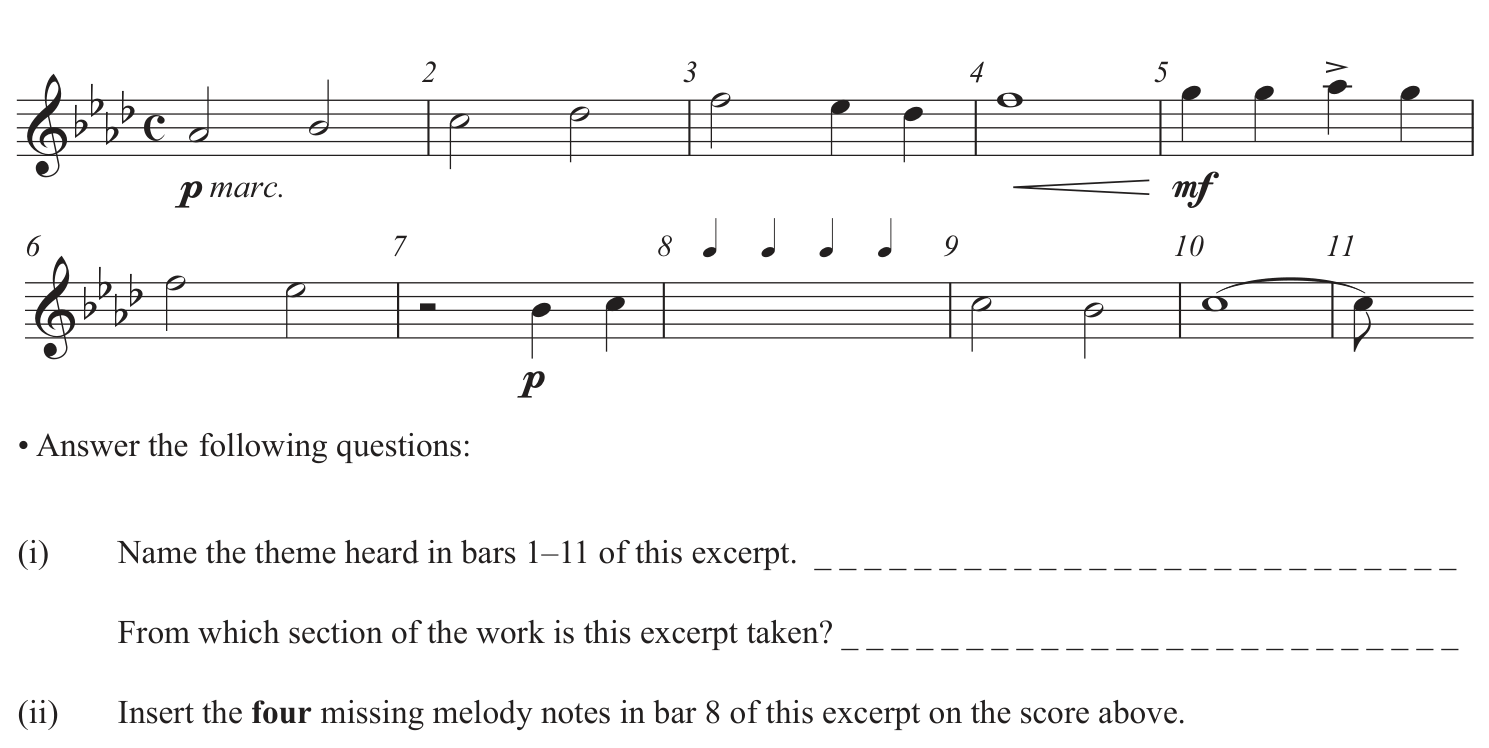 2 3 4 5
p marc. mf
6 7 8 9 10 11
p
• Answer the following questions:
(i) Name the theme heard in bars 1–11 of this excerpt. _ _ _ _ _ _ _ _ _ _ _ _ _ _ _ _ _ _ _ _ _ _ _ _ _ _
From which section of the work is this excerpt taken? _ _ _ _ _ _ _ _ _ _ _ _ _ _ _ _ _ _ _ _ _ _ _ _ _
(ii) Insert the four missing melody notes in bar 8 of this excerpt on the score above.